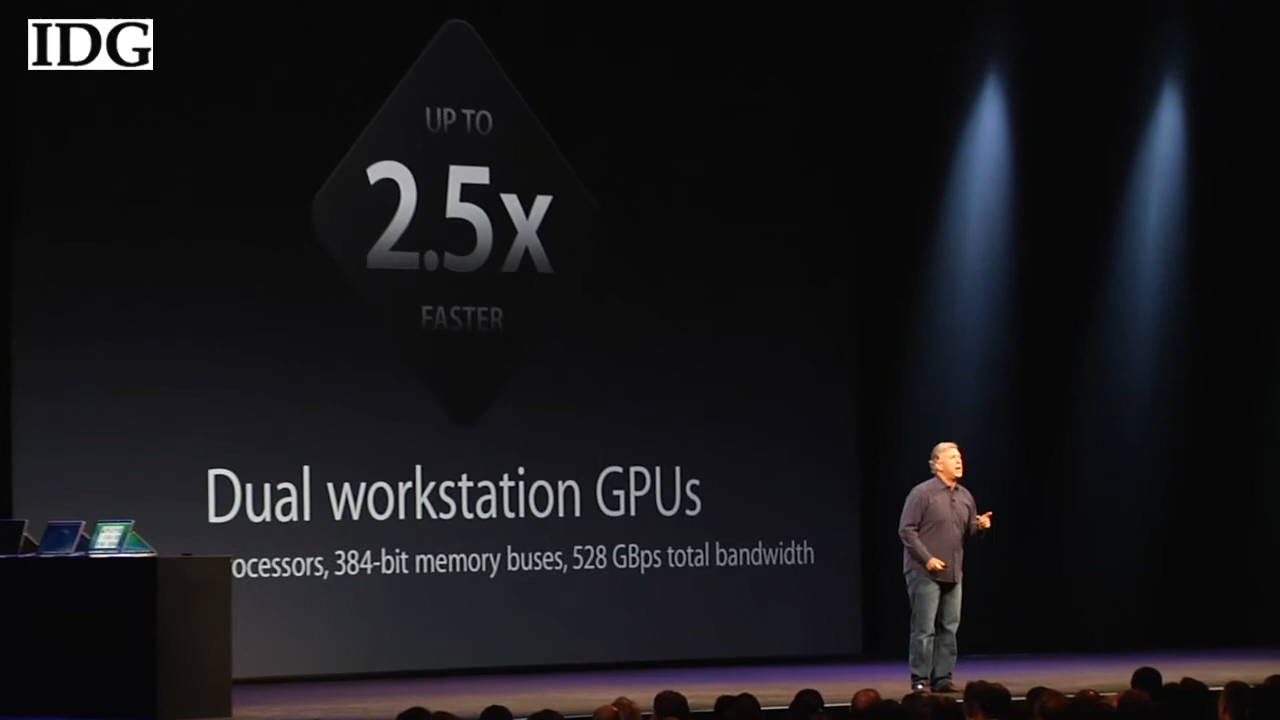 IDG
UP TO
2.5x
FASTER
Dual workstation GPUs
ocessors, 384-bit memory buses, 528 GBps total bandwidth